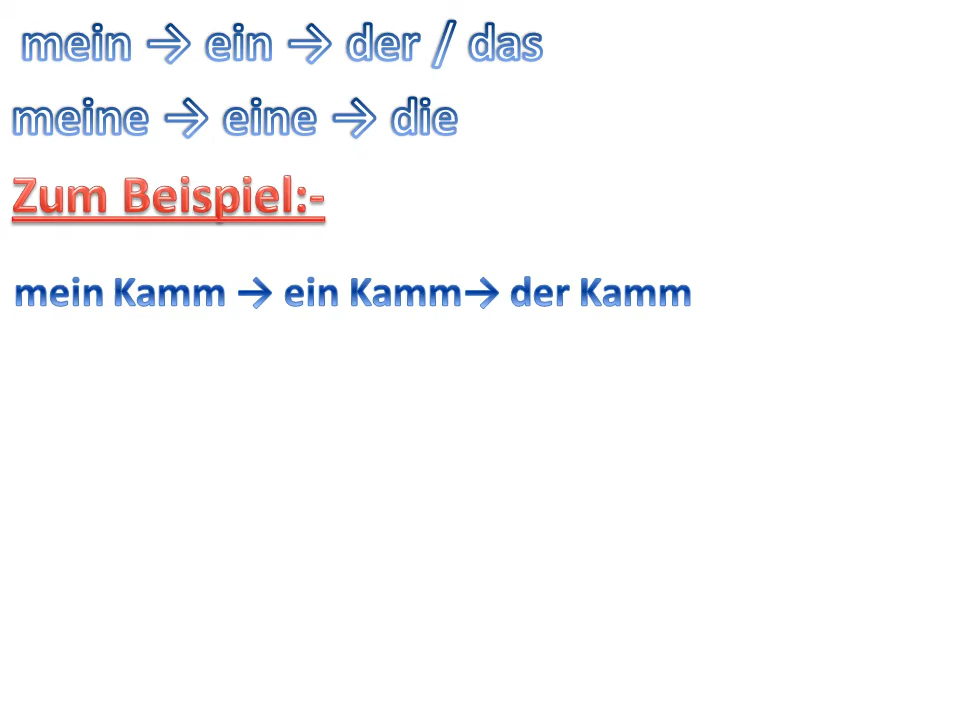 mein → ein → der / das
meine → eine → die
Zum Beispiel:-
mein Kamm → ein Kamm→ der Kamm